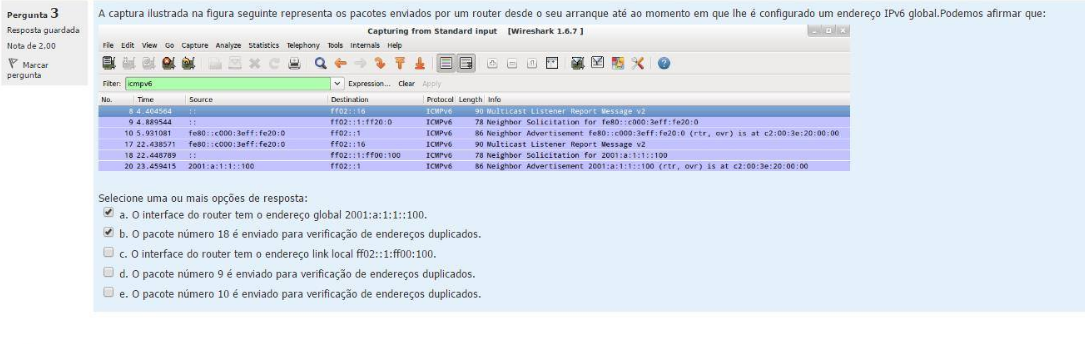 Pergunta 3
Resposta guardada
Nota de 2,00
Marcar
pergunta
A captura ilustrada na figura seguinte representa os pacotes enviados por um router desde o seu arranque até ao momento em que lhe é configurado um endereço IPv6 global.Podemos afirmar que:
Capturing from Standard input [Wireshark 1.6.7 ]
File Edit View Go Capture Analyze Statistics Telephony Tools Internals Help
Filter: icmpv6 Expression... Clear Apply
No. Time Source Destination Protocol Length Info
8 4.404564 :: ff02::16 ICMPv6 90 Multicast Listener Report Message v2
9 4.889544 :: ff02::1:ff20:0 ICMPv6 78 Neighbor Solicitation for fe80::c000:3eff:fe20:0
10 5.931081 fe80::c000:3eff:fe20:0 ff02::1 ICMPv6 86 Neighbor Advertisement fe80::c000:3eff:fe20:0 (rtr, ovr) is at c2:00:3e:20:00:00
17 22.438571 fe80::c000:3eff:fe20:0 ff02::16 ICMPv6 90 Multicast Listener Report Message v2
18 22.448789 :: ff02::1:ff00:100 ICMPv6 78 Neighbor Solicitation for 2001:a:1:1::100
20 23.459415 2001:a:1:1::100 ff02::1 ICMPv6 86 Neighbor Advertisement 2001:a:1:1::100 (rtr, ovr) is at c2:00:3e:20:00:00
Selecione uma ou mais opções de resposta:
a. O interface do router tem o endereço global 2001:a:1:1::100.
b. O pacote número 18 é enviado para verificação de endereços duplicados.
c. O interface do router tem o endereço link local ff02::1:ff00:100.
d. O pacote número 9 é enviado para verificação de endereços duplicados.
e. O pacote número 10 é enviado para verificação de endereços duplicados.